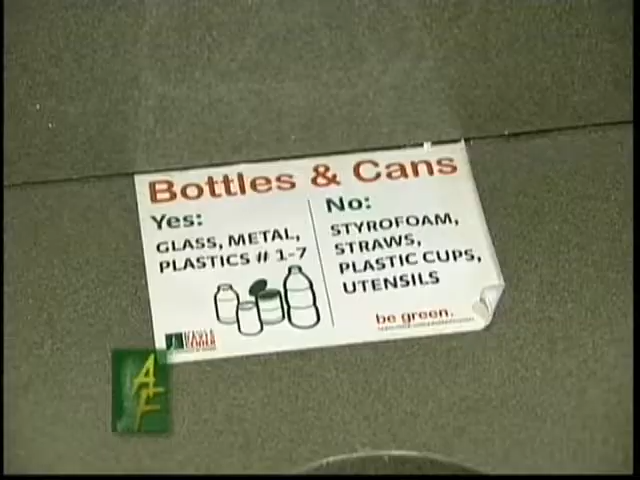 Bottles & Cans
Yes:
GLASS, METAL,
PLASTICS # 1-7
No:
STYROFOAM,
STRAWS,
PLASTIC CUPS,
UTENSILS
be green.
AF